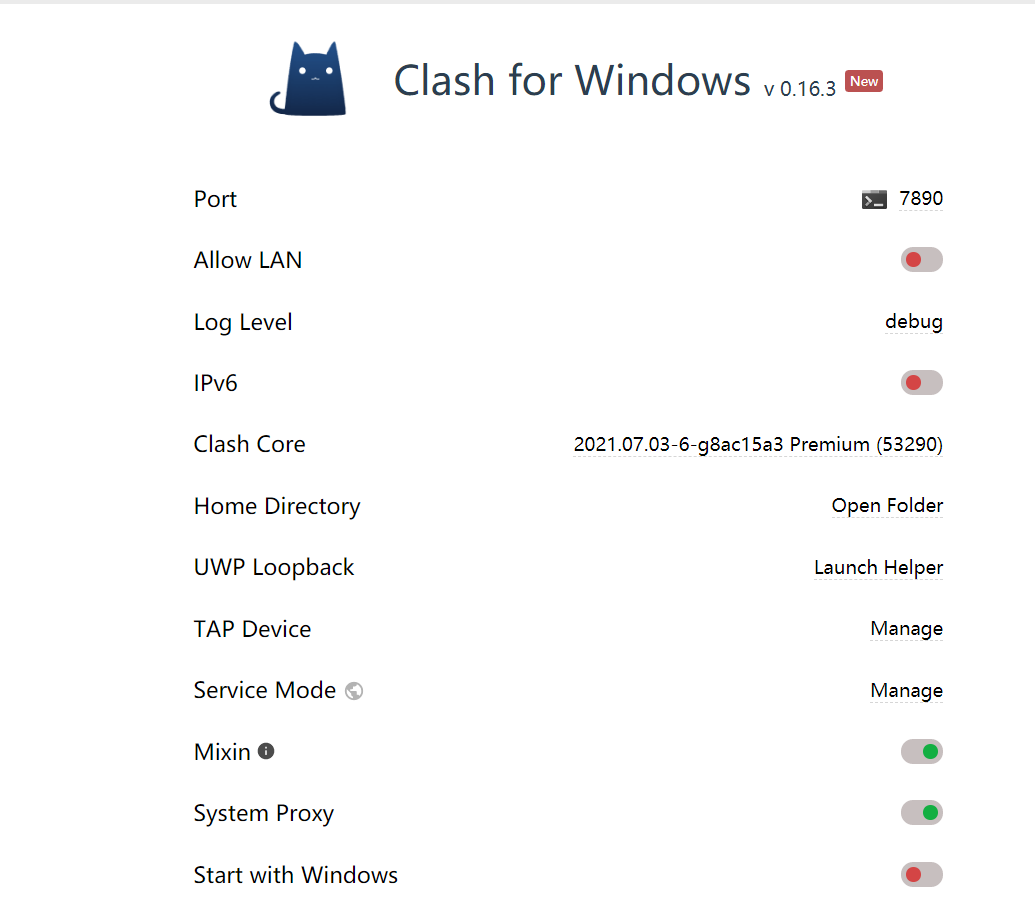 Clash for Windows v 0.16.3 New
Port 7890
Allow LAN
Log Level debug
IPv6
Clash Core 2021.07.03-6-g8ac15a3 Premium (53290)
Home Directory Open Folder
UWP Loopback Launch Helper
TAP Device Manage
Service Mode Manage
Mixin
System Proxy
Start with Windows